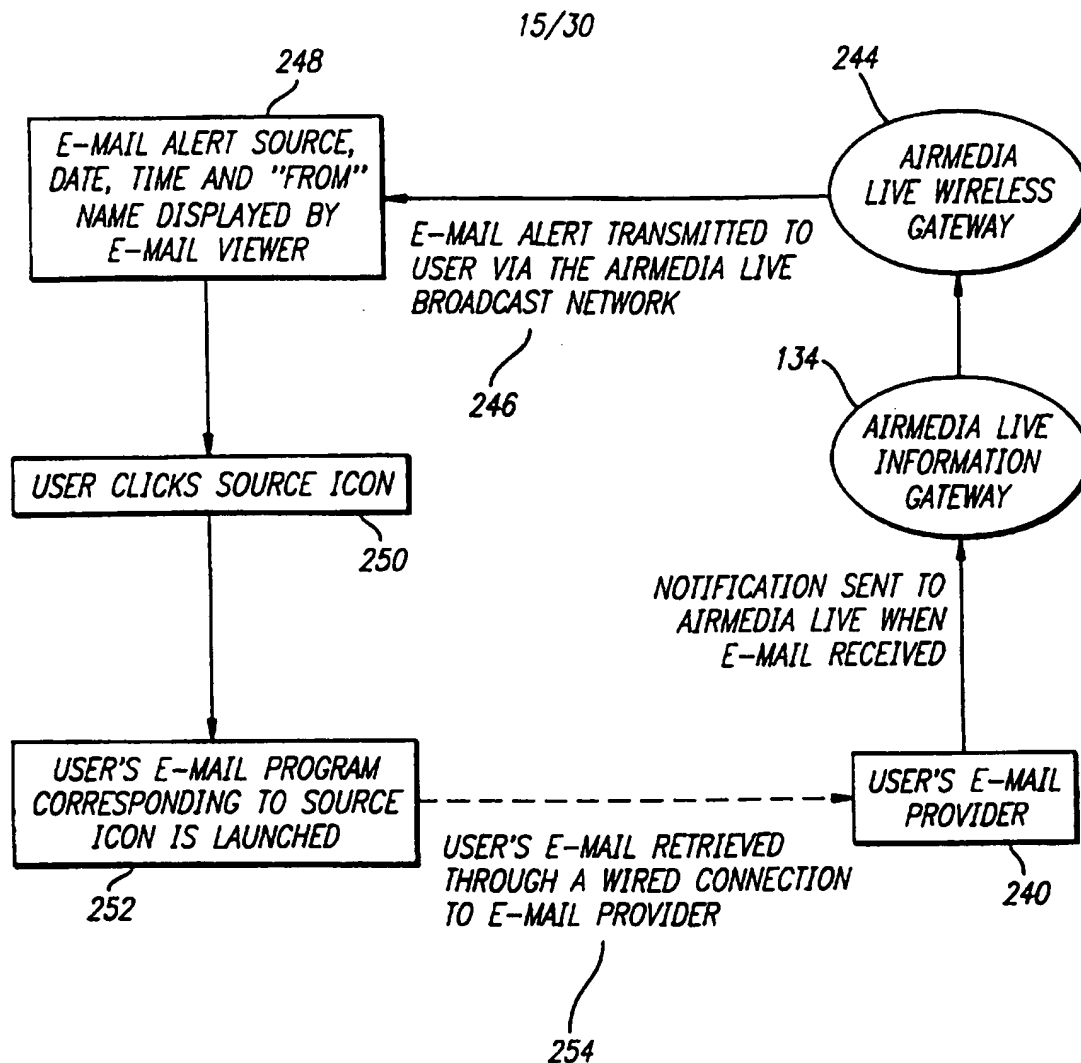 15/30
248
244
E-MAIL ALERT SOURCE,
DATE, TIME AND "FROM"
NAME DISPLAYED BY
E-MAIL VIEWER
AIRMEDIA
LIVE WIRELESS
GATEWAY
E-MAIL ALERT TRANSMITTED TO
USER VIA THE AIRMEDIA LIVE
BROADCAST NETWORK
246
134
AIRMEDIA LIVE
INFORMATION
GATEWAY
USER CLICKS SOURCE ICON
250
NOTIFICATION SENT TO
AIRMEDIA LIVE WHEN
E-MAIL RECEIVED
USER'S E-MAIL PROGRAM
CORRESPONDING TO SOURCE
ICON IS LAUNCHED
252
USER'S E-MAIL
PROVIDER
240
USER'S E-MAIL RETRIEVED
THROUGH A WIRED CONNECTION
TO E-MAIL PROVIDER
254